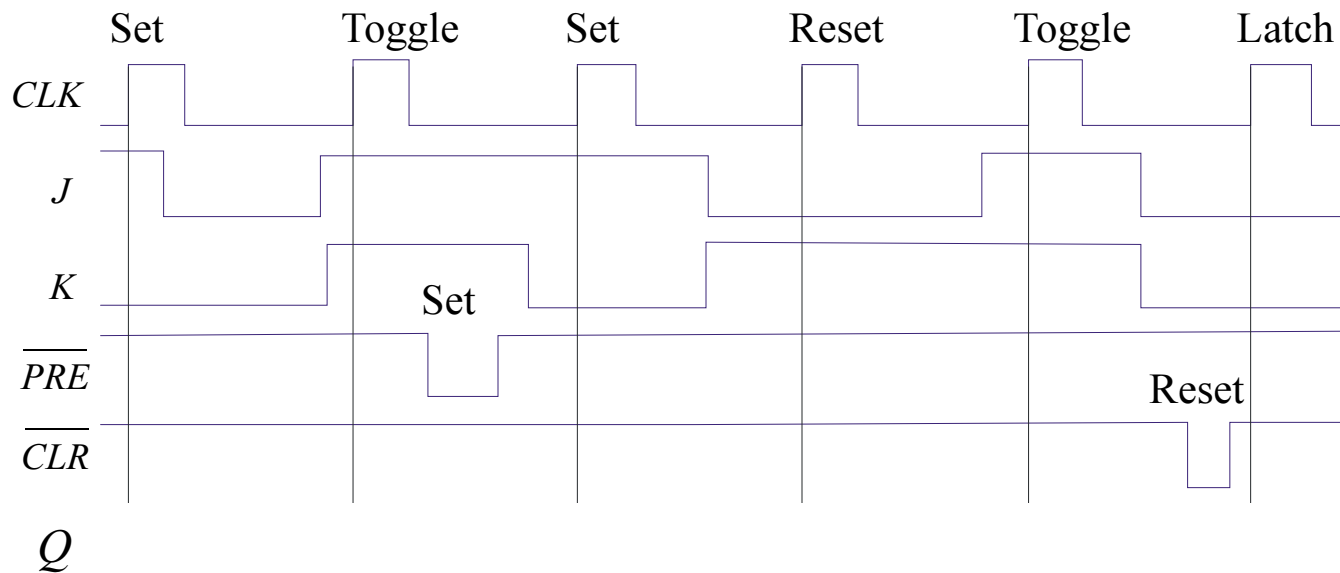 Set Toggle Set Reset Toggle Latch
CLK
J
K
Set
PRE
Reset
CLR
Q